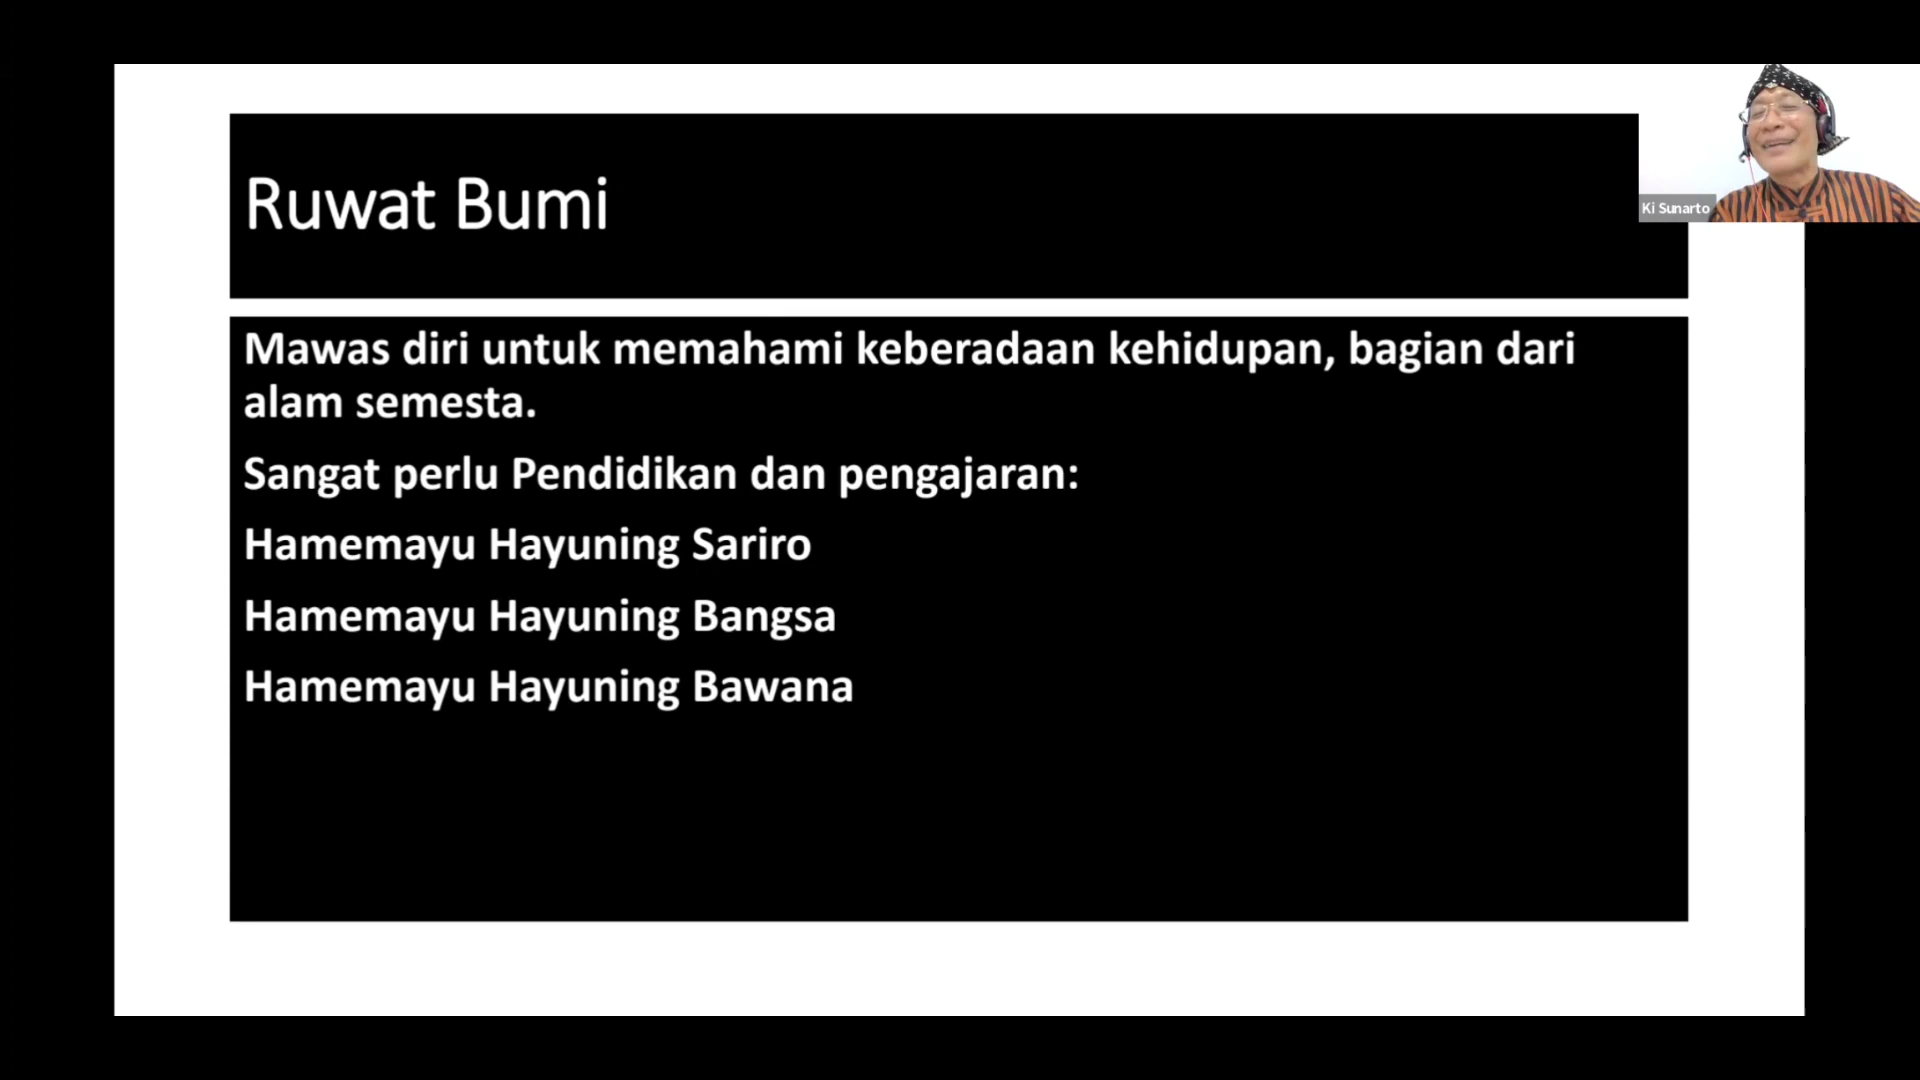 Ruwat Bumi
Ki Sunarto
Mawas diri untuk memahami keberadaan kehidupan, bagian dari
alam semesta.
Sangat perlu Pendidikan dan pengajaran:
Hamemayu Hayuning Sariro
Hamemayu Hayuning Bangsa
Hamemayu Hayuning Bawana